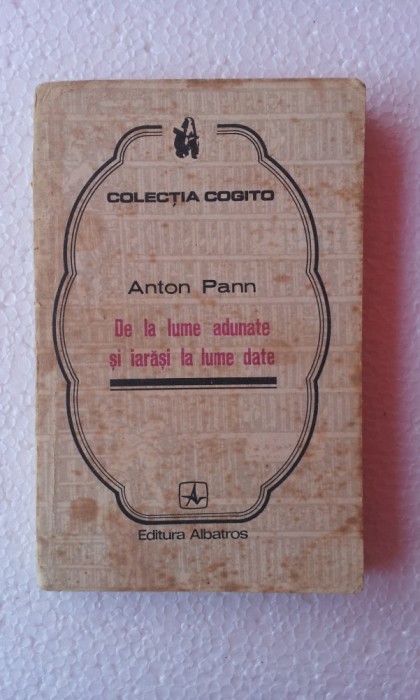 COLECȚIA COGITO
Anton Pann
De la lume adunate
și iarăși la lume date
Editura Albatros